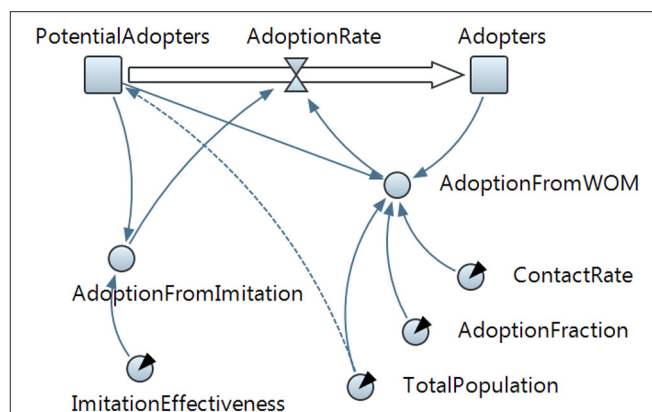 PotentialAdopters
AdoptionRate
Adopters
AdoptionFromWOM
ContactRate
AdoptionFromImitation
AdoptionFraction
TotalPopulation
ImitationEffectiveness